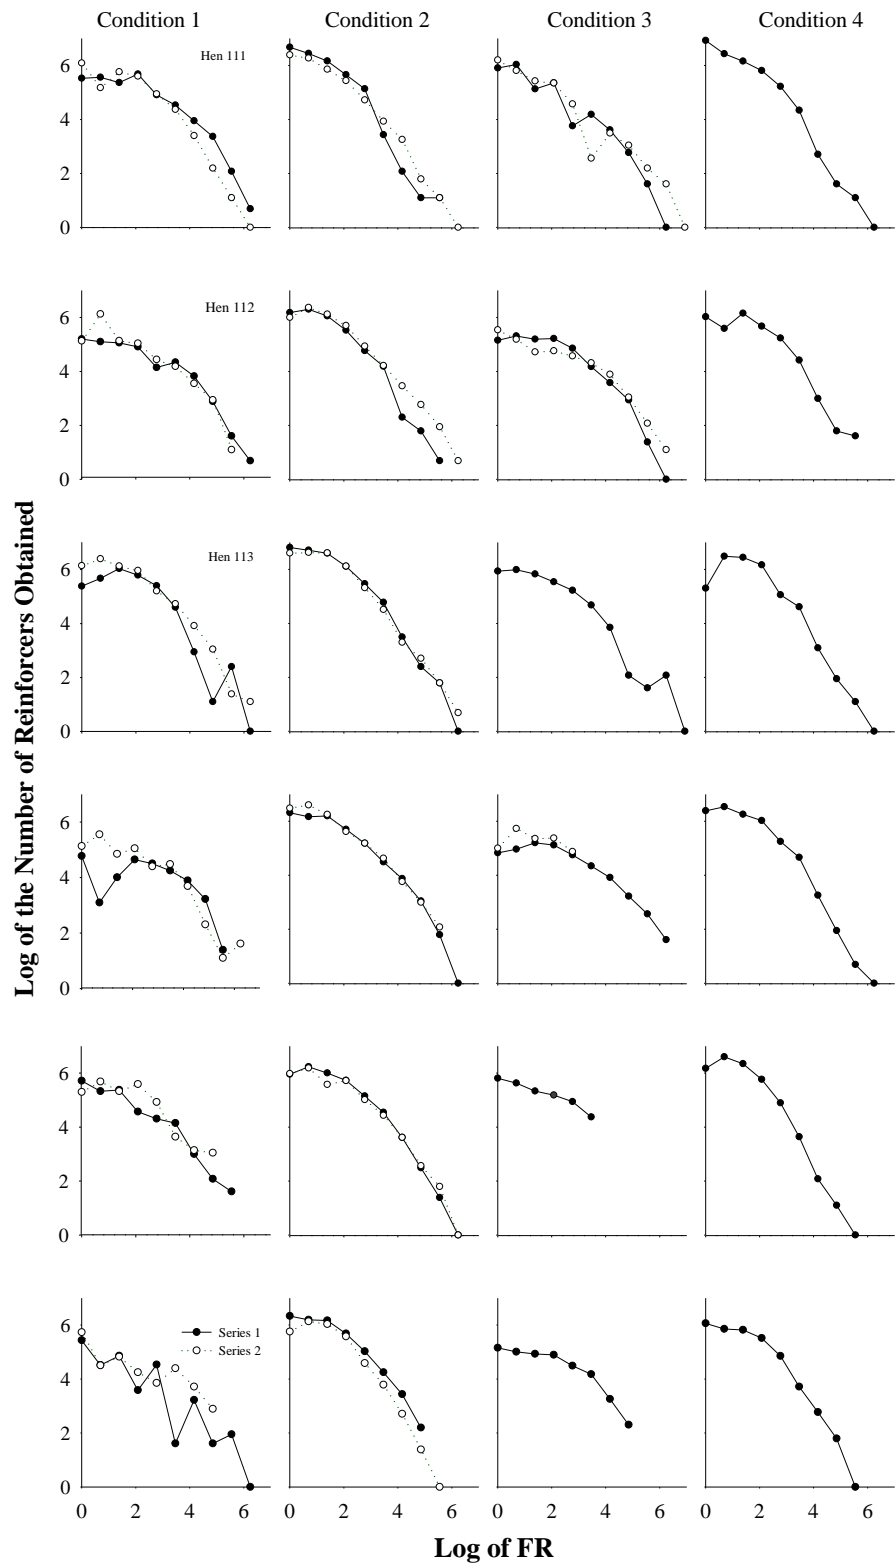 Condition 1 Condition 2 Condition 3 Condition 4
Hen 111
6
4
2
0
Hen 112
6
4
2
0
Hen 113
6
4
2
0
6
4
2
0
6
4
2
0
Series 1
Series 2
6
4
2
0
0 2 4 6 0 2 4 6 0 2 4 6 0 2 4 6
Log of the Number of Reinforcers Obtained
Log of FR